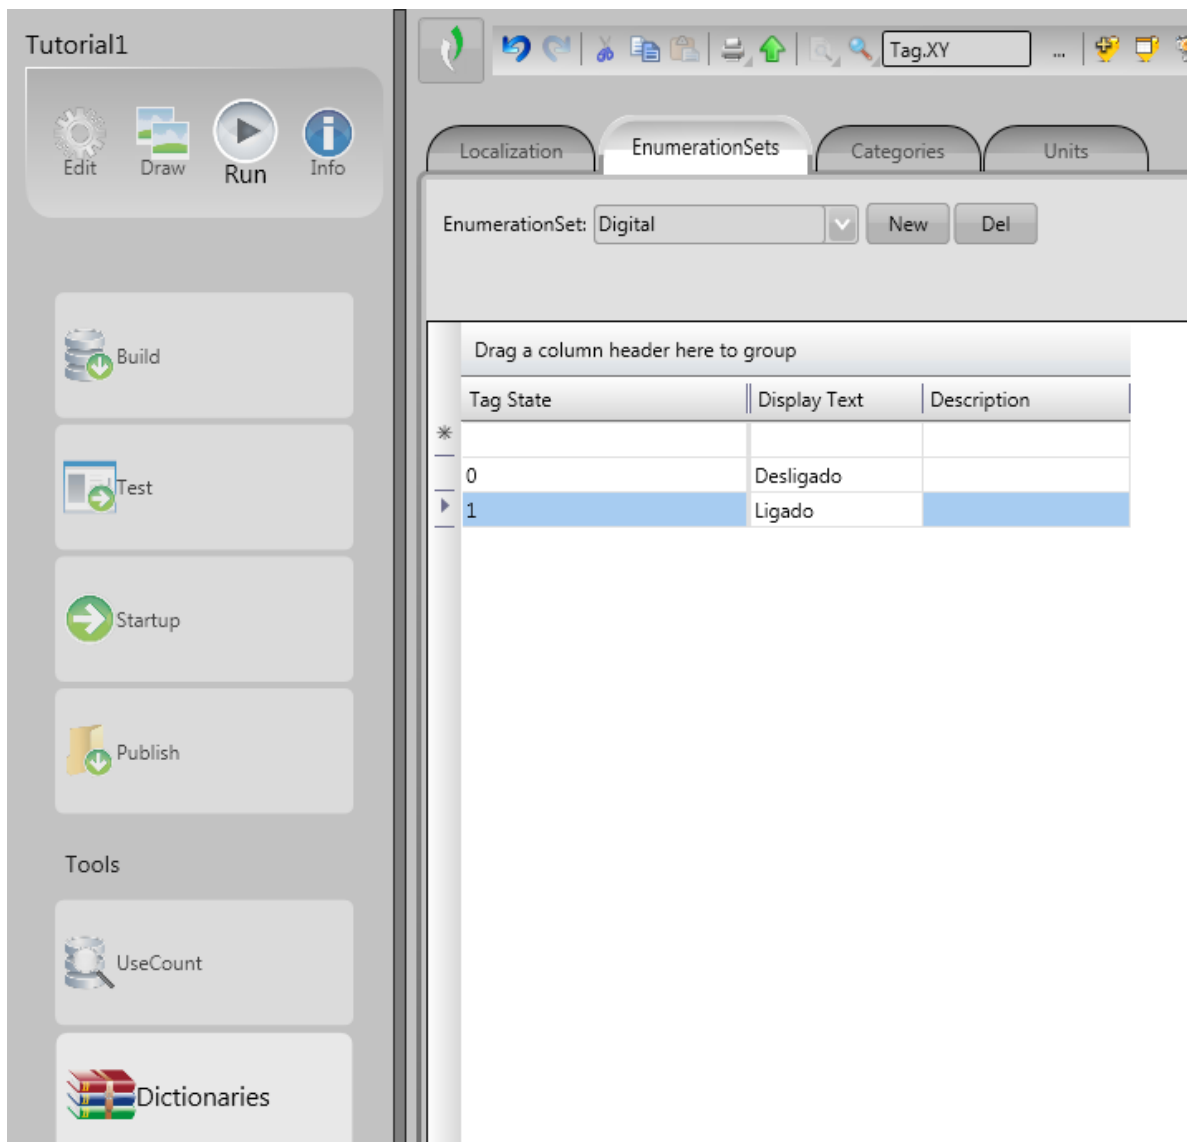 Tutorial1
Edit Draw Run Info
Build
Test
Startup
Publish
Tools
UseCount
Dictionaries
Tag.XY ...
Localization EnumerationSets Categories Units
EnumerationSet: Digital New Del
Drag a column header here to group
Tag State Display Text Description
0 Desligado
1 Ligado